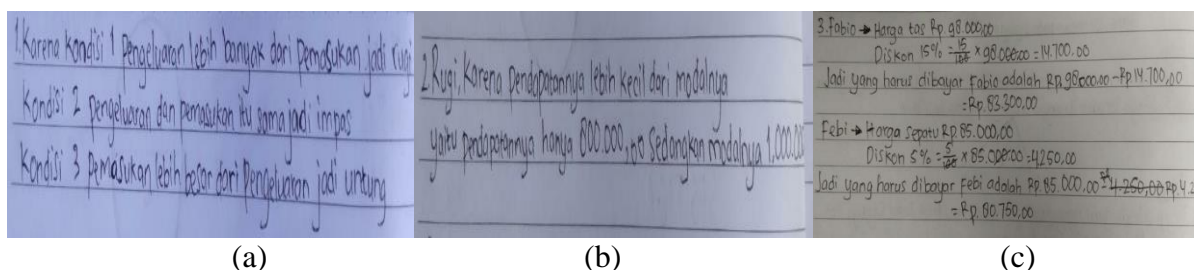 1. Karena kondisi 1 pengeluaran lebih banyak dari pemasukan jadi rugi
Kondisi 2 pengeluaran dan pemasukan itu sama jadi impas
Kondisi 3 pemasukan lebih besar dari pengeluaran jadi untung
(a)
2. Rugi, karena pendapatannya lebih kecil dari modalnya
yaitu pendapatannya hanya 800.000, sedangkan modalnya 1.000.000
(b)
3. Fabio → Harga tas Rp. 98.000,00
Diskon 15% = 15/100 × 98.000.00 = 14.700.00
Jadi yang harus dibayar Fabio adalah Rp. 98.000.00 - Rp 14.700,00
= Rp. 83.300,00
Febi → Harga sepatu Rp. 85.000,00
Diskon 5% = 5/100 × 85.000.00 = 4.250,00
Jadi yang harus dibayar Febi adalah Rp. 85.000,00 - 4.250,00 Rp. 4.2
= Rp. 80.750,00
(c)